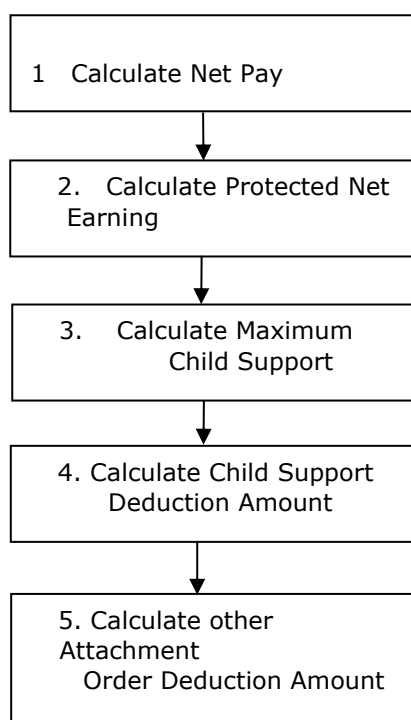 1 Calculate Net Pay
2. Calculate Protected Net
Earning
3. Calculate Maximum
Child Support
4. Calculate Child Support
Deduction Amount
5. Calculate other
Attachment
Order Deduction Amount